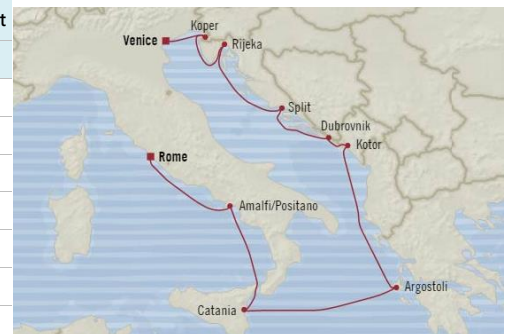 t
Koper
Venice
Rijeka
Split
Dubrovnik
Kotor
Rome
Amalfi/Positano
Argostoli
Catania